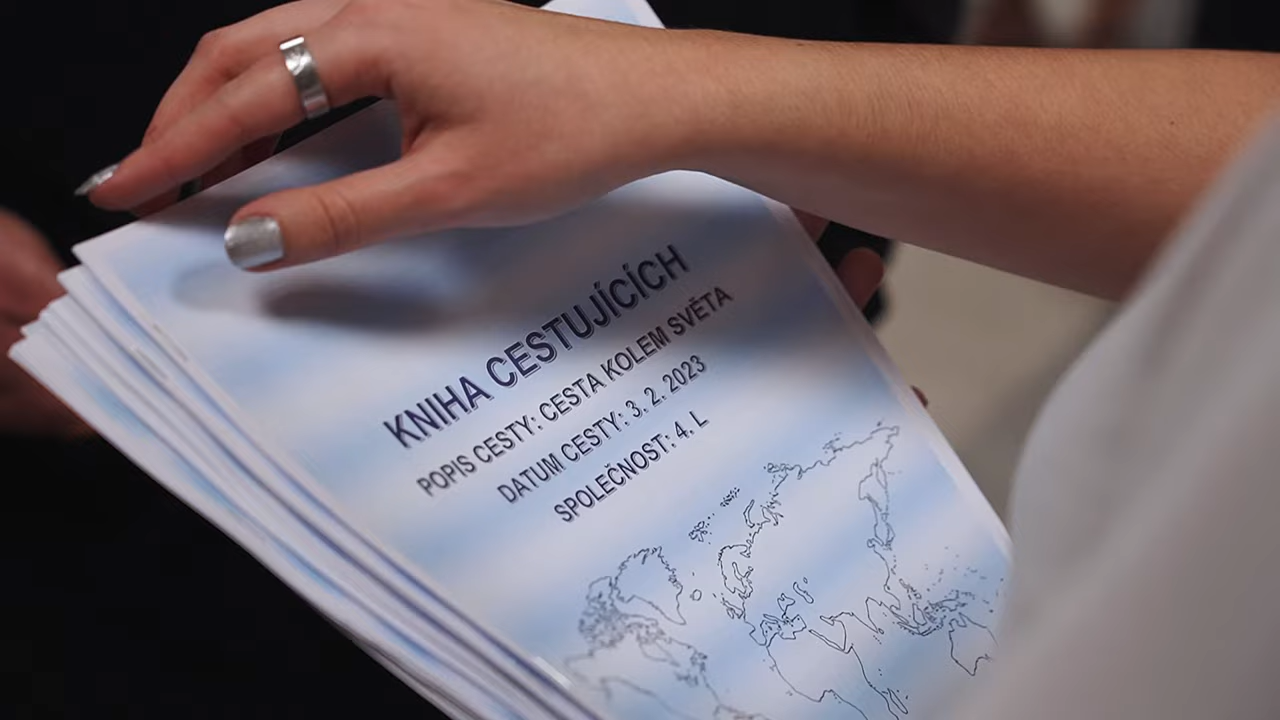 KNIHA CESTUJÍCÍCH
POPIS CESTY: CESTA KOLEM SVĚTA
DATUM CESTY: 3. 2. 2023
SPOLEČNOST: 4. L